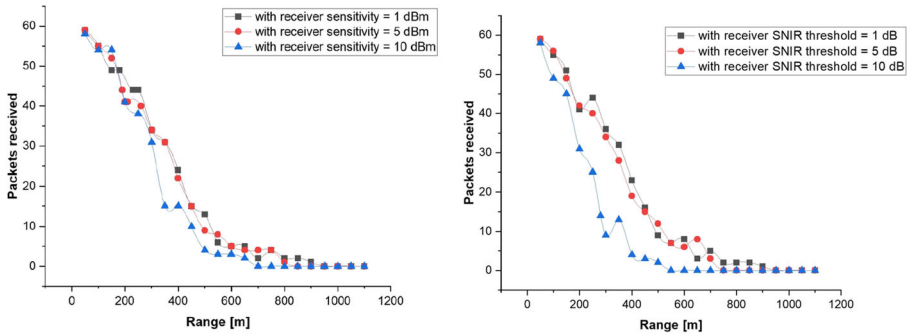 with receiver sensitivity = 1 dBm
with receiver sensitivity = 5 dBm
with receiver sensitivity = 10 dBm
60
50
40
30
20
10
0
Packets received
0 200 400 600 800 1000 1200
Range [m]
with receiver SNIR threshold = 1 dB
with receiver SNIR threshold = 5 dB
with receiver SNIR threshold = 10 dB
60
50
40
30
20
10
0
Packets received
0 200 400 600 800 1000 1200
Range [m]